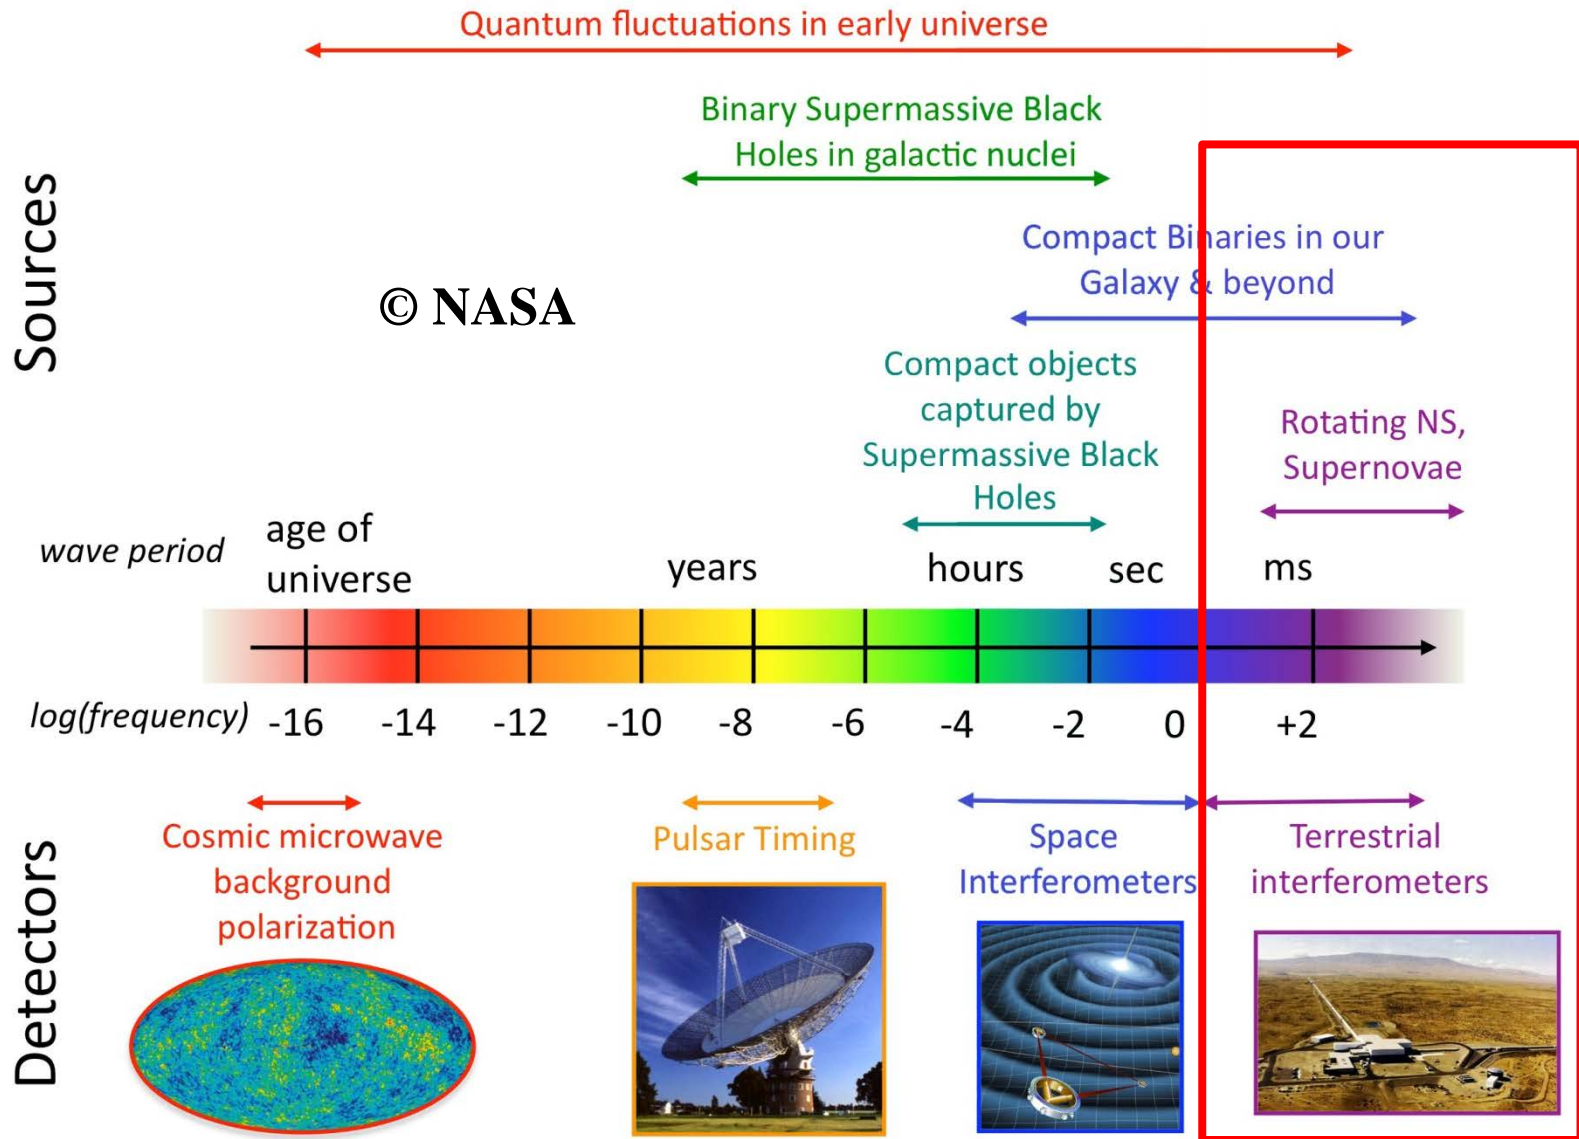 Quantum fluctuations in early universe
Binary Supermassive Black
Holes in galactic nuclei
Sources
Compact Binaries in our
Galaxy & beyond
© NASA
Compact objects
captured by
Supermassive Black
Holes
Rotating NS,
Supernovae
wave period
age of
universe
years
hours
sec
ms
log(frequency)
-16
-14
-12
-10
-8
-6
-4
-2
0
+2
Detectors
Cosmic microwave
background
polarization
Pulsar Timing
Space
Interferometers
Terrestrial
interferometers